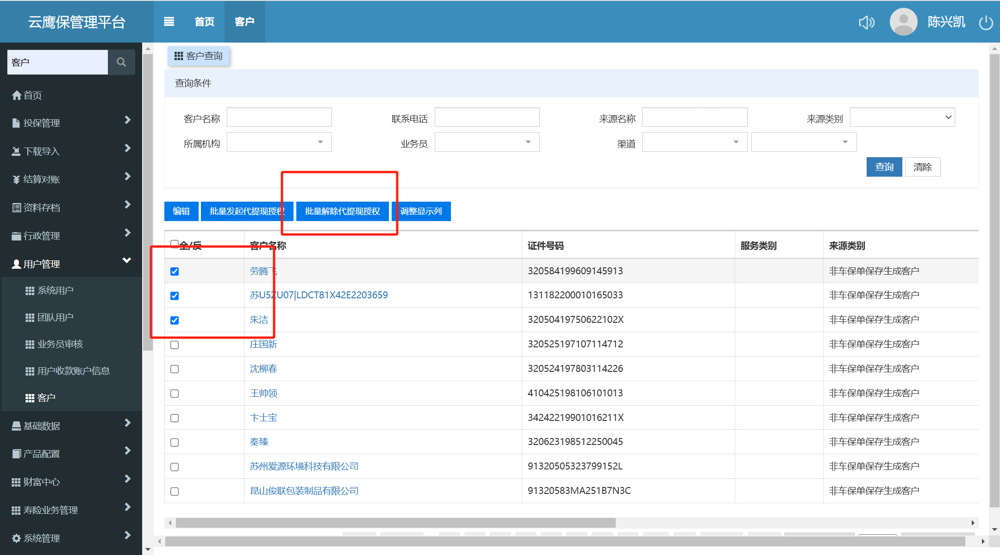 云鹰保管理平台
首页
客户
陈兴凯
客户
首页
投保管理
下载导入
结算对账
资料存档
行政管理
用户管理
系统用户
团队用户
业务员审核
用户收款账户信息
客户
基础数据
产品配置
财富中心
寿险业务管理
系统管理
客户查询
查询条件
客户名称 联系电话 来源名称 来源类别
所属机构 业务员 渠道
查询 清除
编辑 批量发起代提现授权 批量解除代提现授权 调整显示列
全/反 客户名称 证件号码 服务类别 来源类别
劳腾飞 320584199609145913 非车保单保存生成客户
苏U5ZU07|LDCT81X42E2203659 131182200010165033 非车保单保存生成客户
朱洁 32050419750622102X 非车保单保存生成客户
庄国新 320525197107114712 非车保单保存生成客户
沈柳春 320524197803114226 非车保单保存生成客户
王帅领 410425198106101013 非车保单保存生成客户
卞士宝 34242219901016211X 非车保单保存生成客户
秦臻 320623198512250045 非车保单保存生成客户
苏州爱源环境科技有限公司 91320505323799152L 非车保单保存生成客户
昆山俊联包装制品有限公司 91320583MA251B7N3C 非车保单保存生成客户